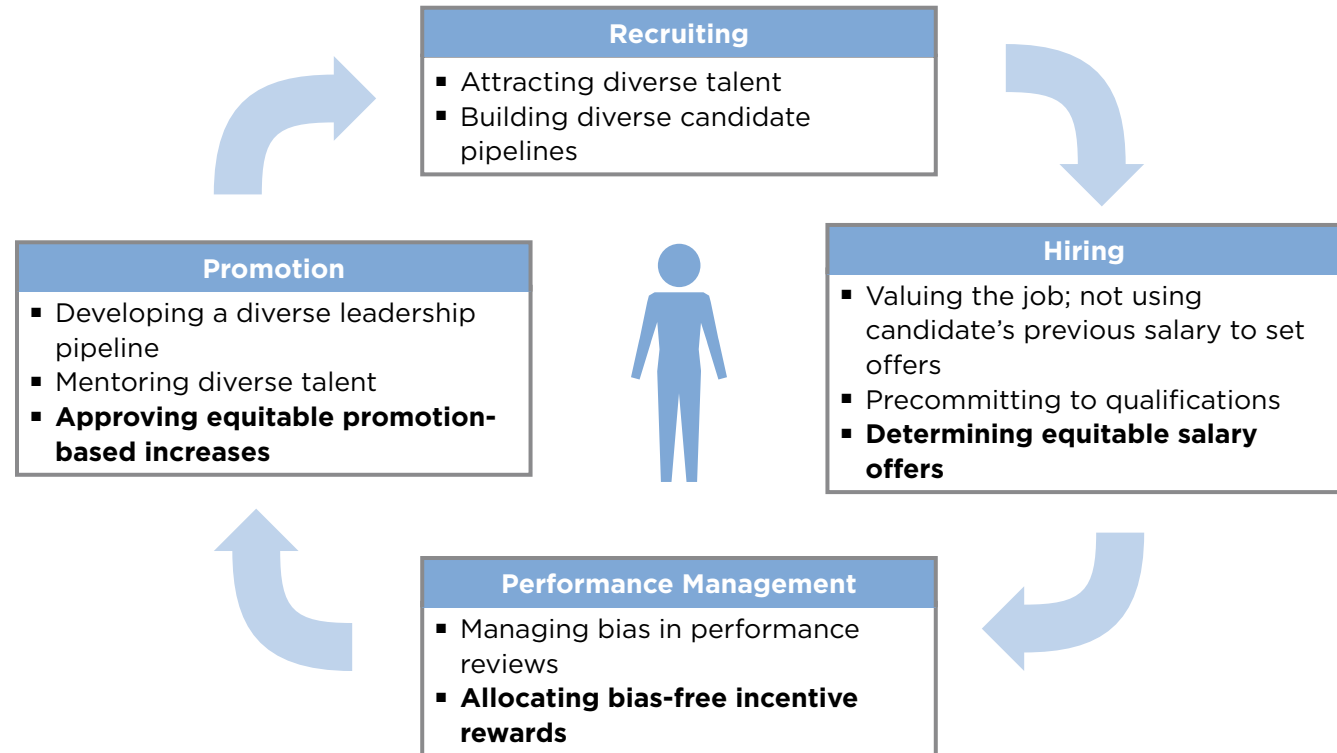 Recruiting
▪ Attracting diverse talent
▪ Building diverse candidate
pipelines
Hiring
▪ Valuing the job; not using
candidate’s previous salary to set
offers
▪ Precommitting to qualifications
▪ Determining equitable salary
offers
Performance Management
▪ Managing bias in performance
reviews
▪ Allocating bias-free incentive
rewards
Promotion
▪ Developing a diverse leadership
pipeline
▪ Mentoring diverse talent
▪ Approving equitable promotion-
based increases